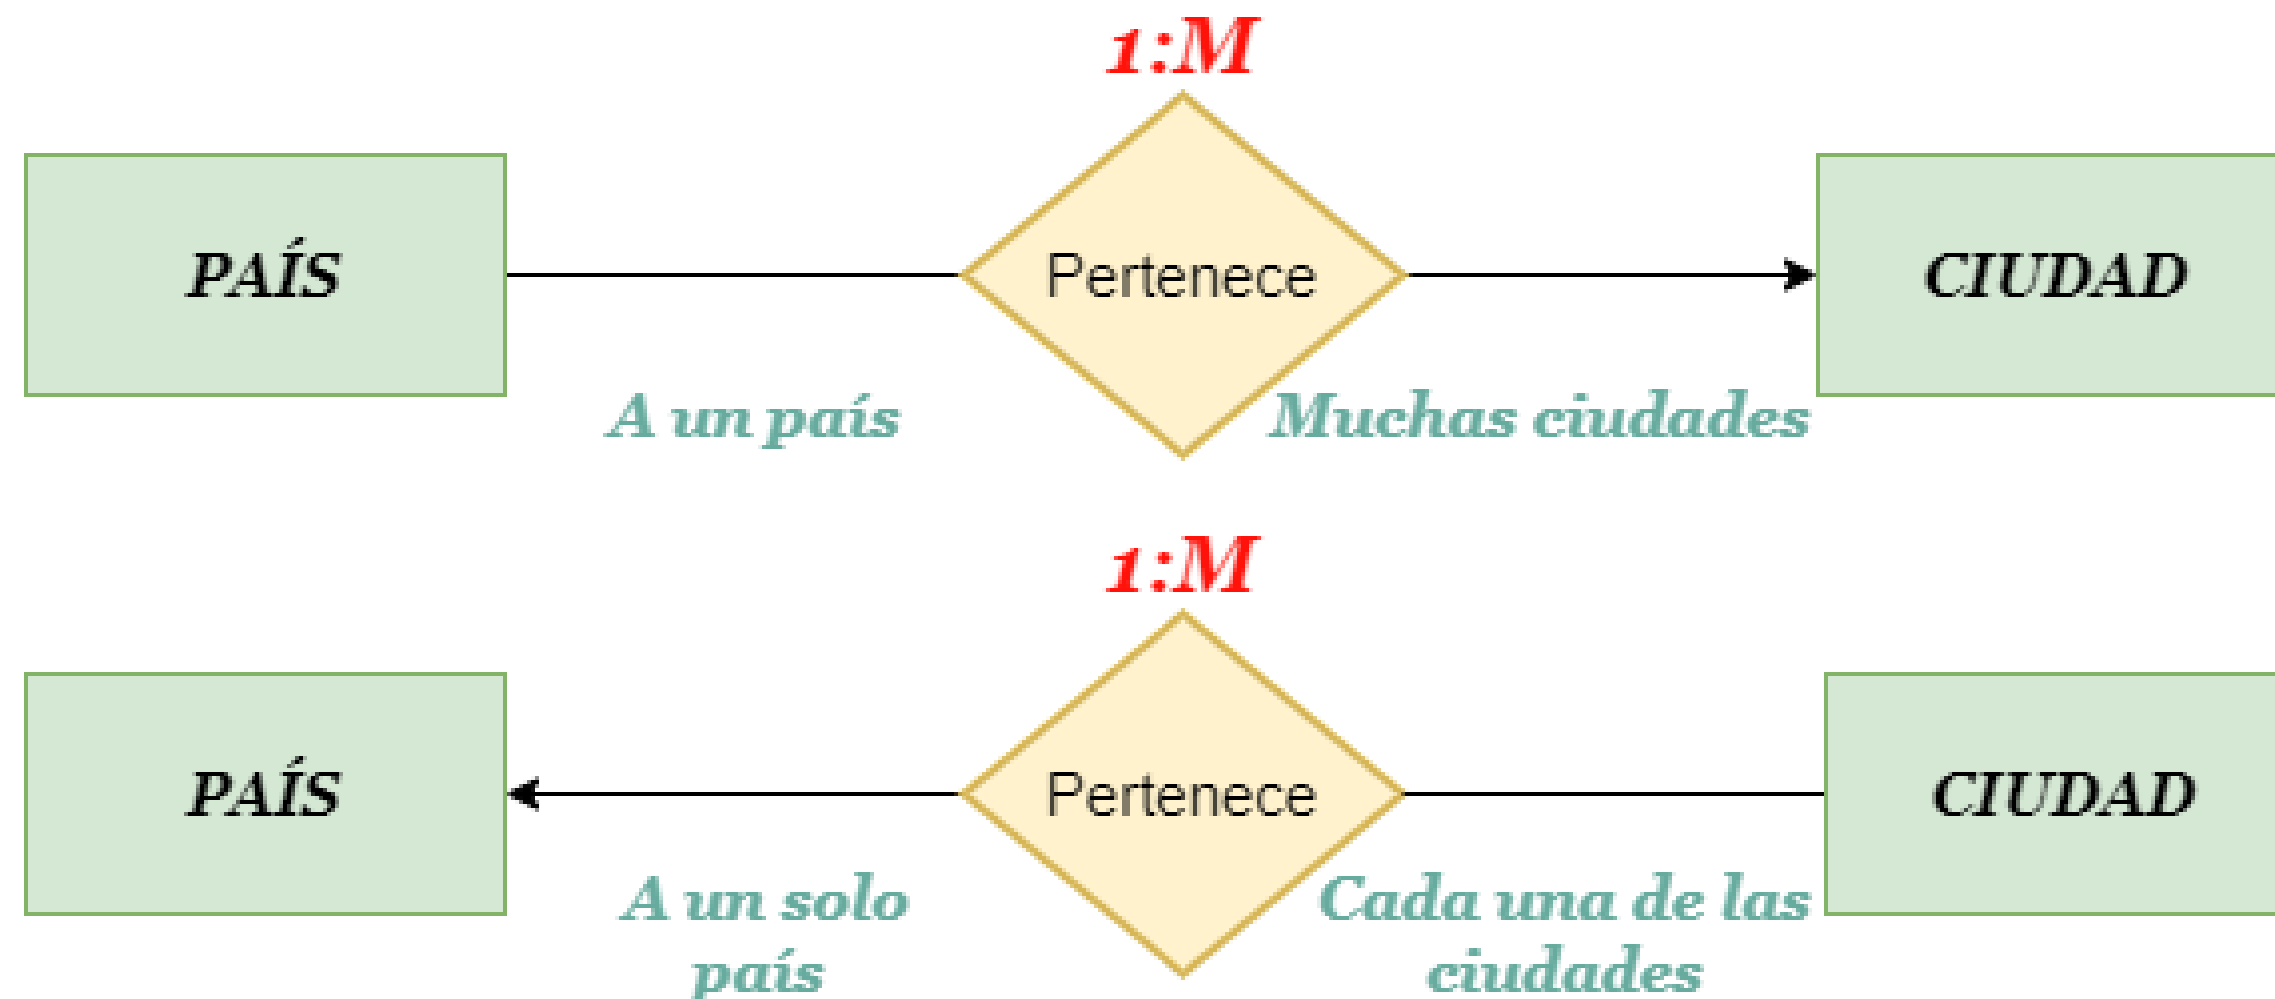 1:M
PAÍS
Pertenece
CIUDAD
A un país
Muchas ciudades
1:M
PAÍS
Pertenece
CIUDAD
A un solo
país
Cada una de las
ciudades